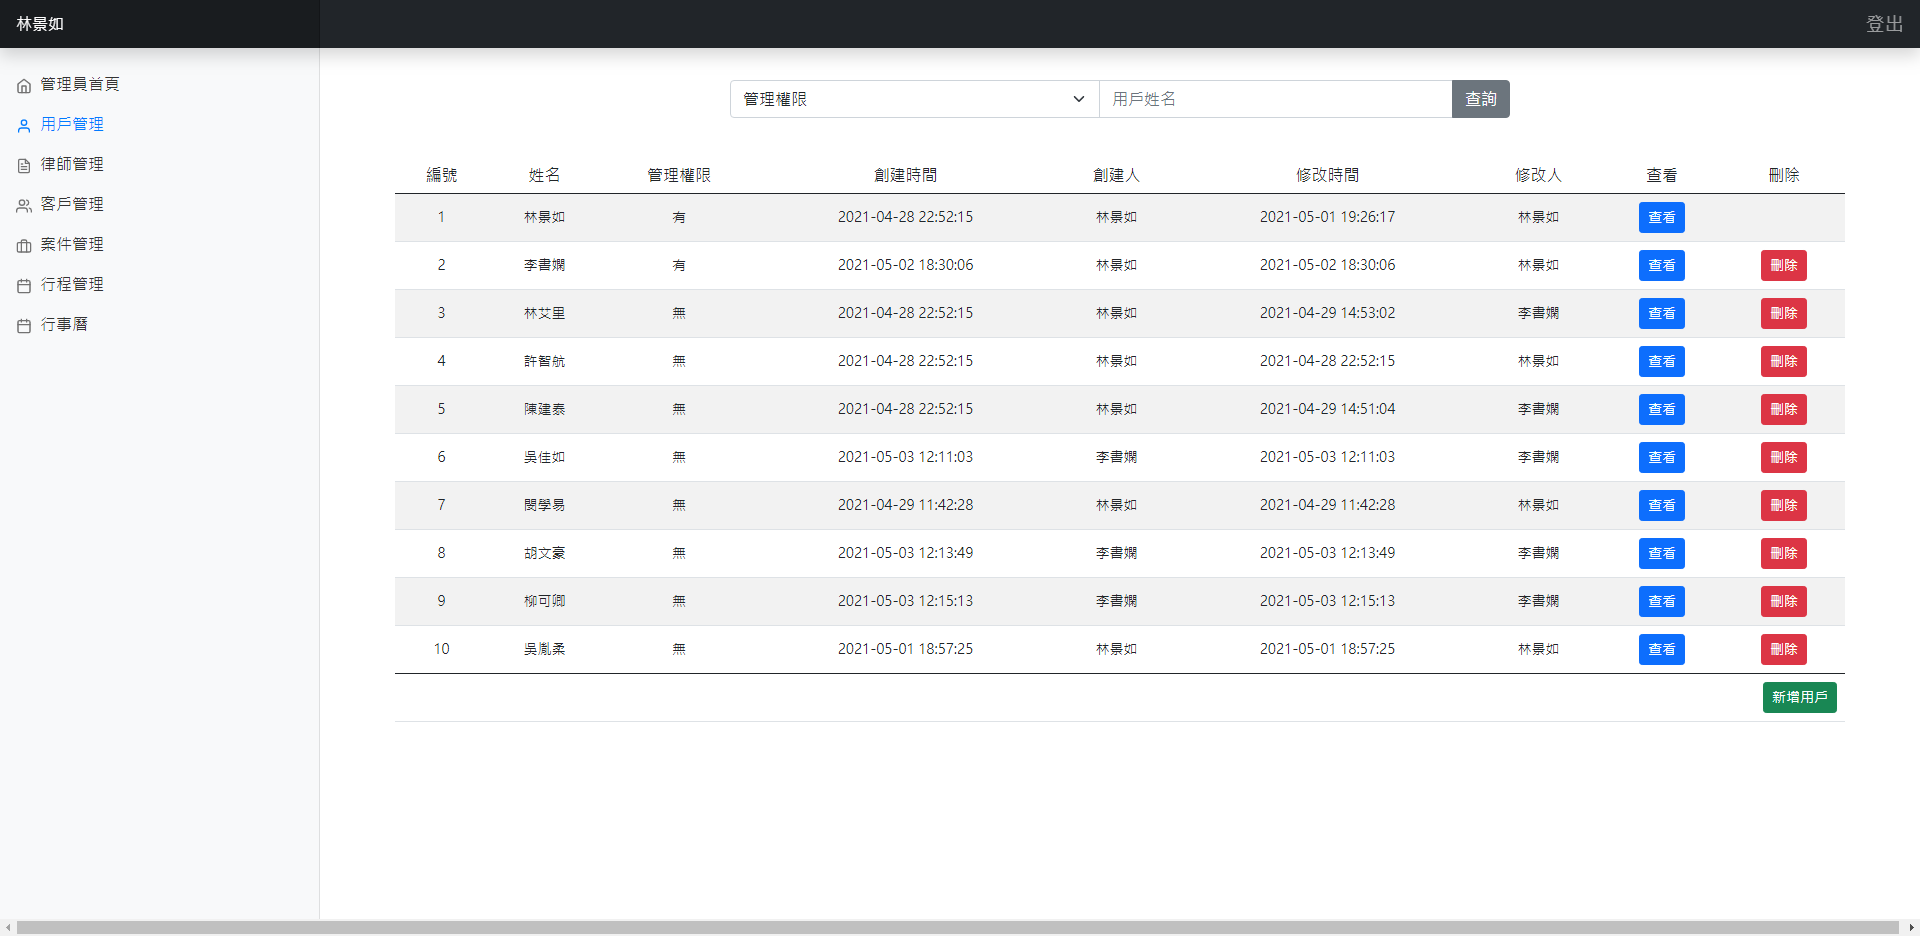 林景如 登出
管理員首頁
用戶管理
律師管理
客戶管理
案件管理
行程管理
行事曆
管理權限 用戶姓名 查詢
編號 姓名 管理權限 創建時間 創建人 修改時間 修改人 查看 刪除
1 林景如 有 2021-04-28 22:52:15 林景如 2021-05-01 19:26:17 林景如 查看
2 李書嫻 有 2021-05-02 18:30:06 林景如 2021-05-02 18:30:06 林景如 查看 刪除
3 林艾里 無 2021-04-28 22:52:15 林景如 2021-04-29 14:53:02 李書嫻 查看 刪除
4 許智航 無 2021-04-28 22:52:15 林景如 2021-04-28 22:52:15 林景如 查看 刪除
5 陳建泰 無 2021-04-28 22:52:15 林景如 2021-04-29 14:51:04 李書嫻 查看 刪除
6 吳佳如 無 2021-05-03 12:11:03 李書嫻 2021-05-03 12:11:03 李書嫻 查看 刪除
7 閔學易 無 2021-04-29 11:42:28 林景如 2021-04-29 11:42:28 林景如 查看 刪除
8 胡文豪 無 2021-05-03 12:13:49 李書嫻 2021-05-03 12:13:49 李書嫻 查看 刪除
9 柳可卿 無 2021-05-03 12:15:13 李書嫻 2021-05-03 12:15:13 李書嫻 查看 刪除
10 吳胤柔 無 2021-05-01 18:57:25 林景如 2021-05-01 18:57:25 林景如 查看 刪除
新增用戶